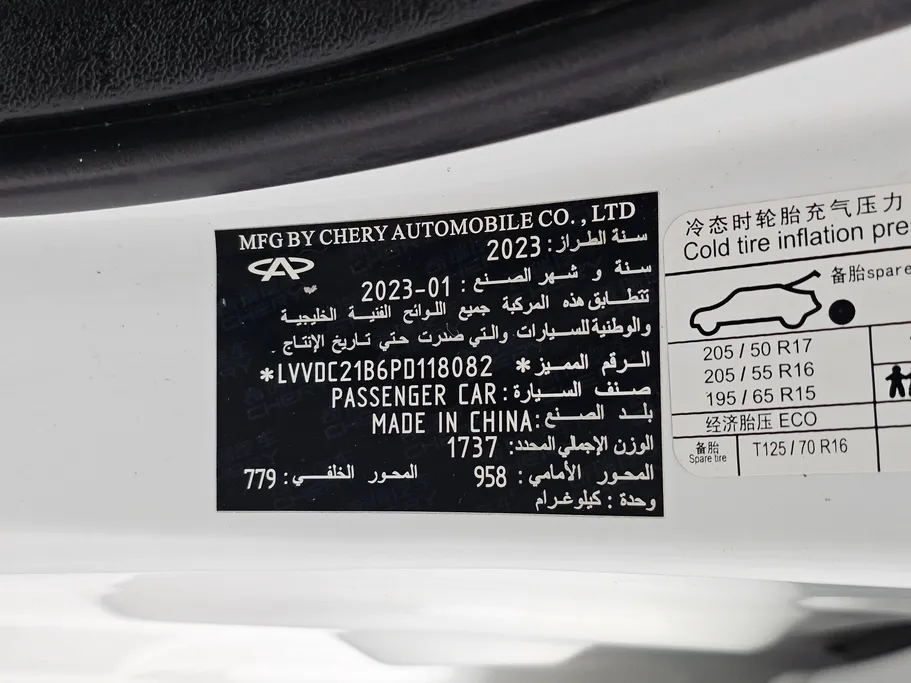 MFG BY CHERY AUTOMOBILE CO., LTD
سنة الطراز: 2023
سنة و شهر الصنع: 2023-01
تتطابق هذه المركبة جميع اللوائح الفنية الخليجية
والوطنية للسيارات والتي صدرت حتي تاريخ الإنتاج.
الرقم المميز: *LVVDC21B6PD118082*
صنف السيارة: PASSENGER CAR
بلد الصنع: MADE IN CHINA
الوزن الإجمالي المحدد: 1737
المحور الأمامي: 958 المحور الخلفي: 779
وحدة: كيلوغرام
冷态时轮胎充气压力
Cold tire inflation pre
备胎spare
205 / 50 R17
205 / 55 R16
195 / 65 R15
经济胎压 ECO
备胎
Spare tire
T125 / 70 R16